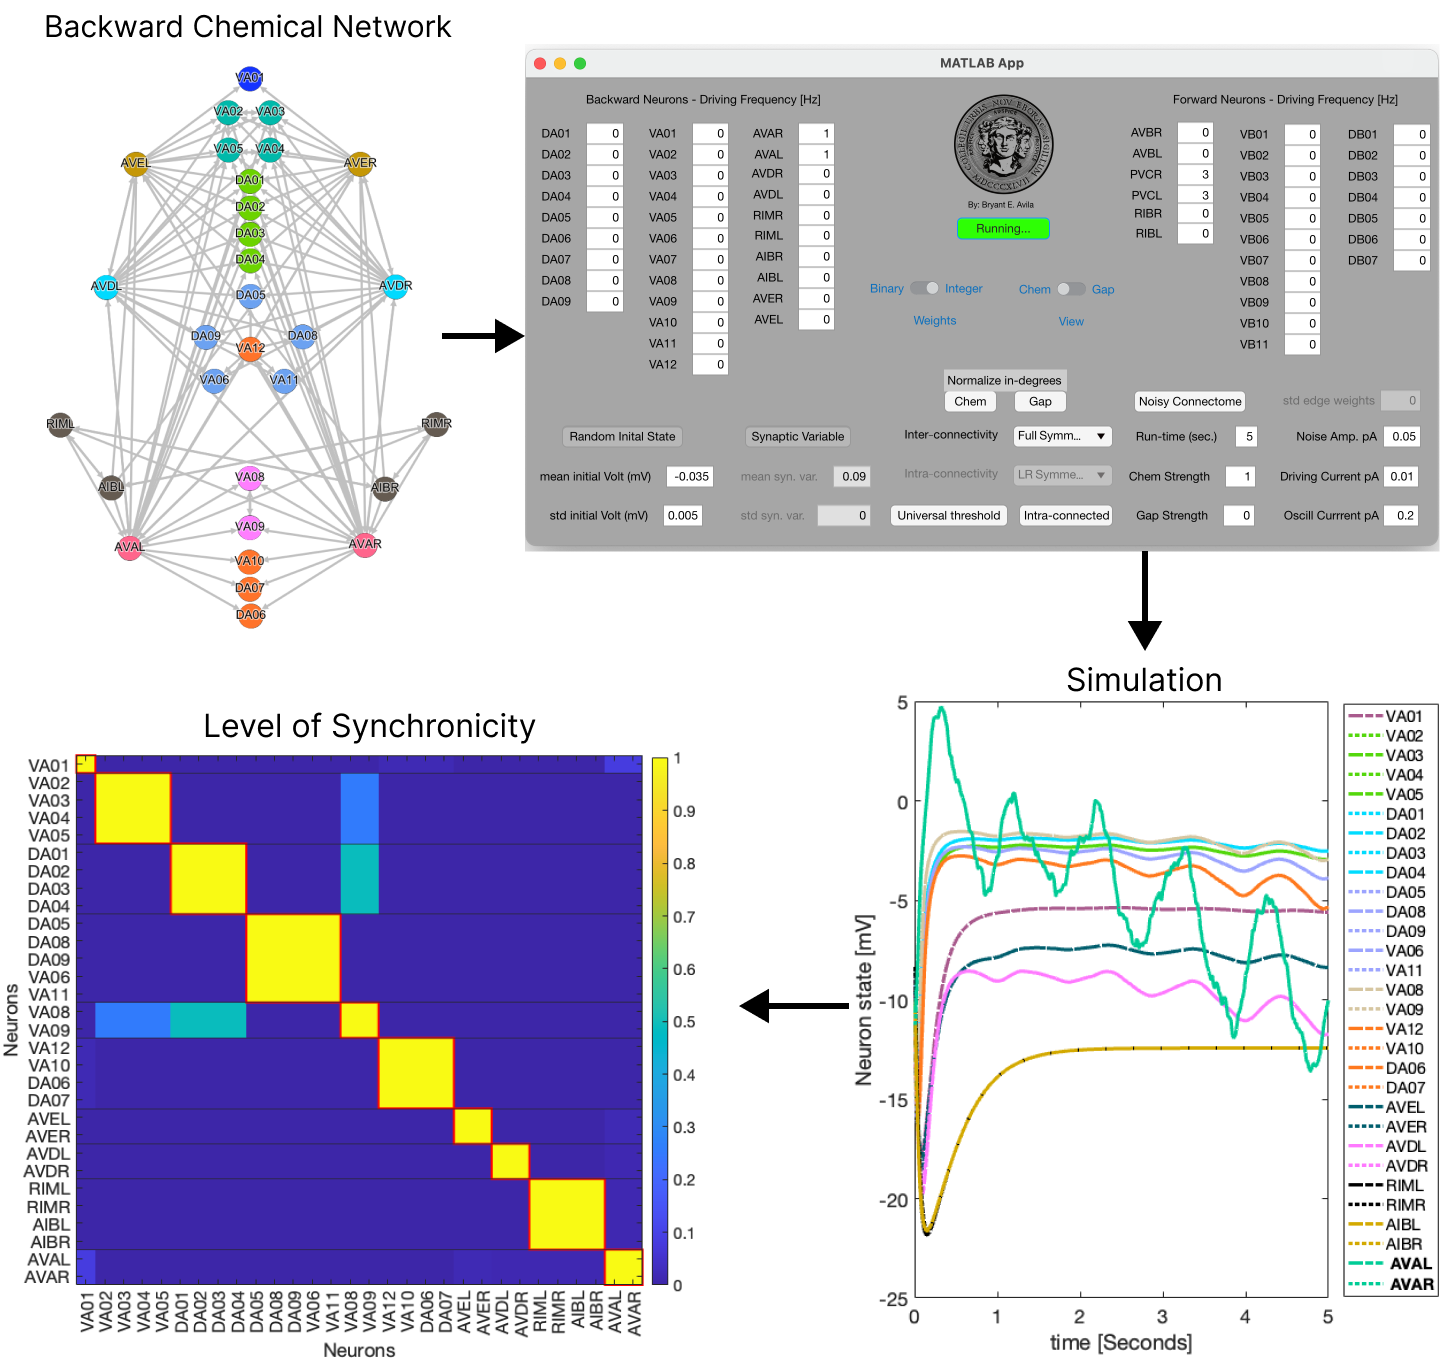 Backward Chemical Network
VA01
VA02
VA03
VA05
VA04
AVEL
AVER
DA01
DA02
DA03
DA04
AVDL
AVDR
DA05
DA09
DA08
VA12
VA06
VA11
RIML
RIMR
VA08
AIBL
AIBR
VA09
AVAL
AVAR
VA10
DA07
DA06
MATLAB App
Backward Neurons - Driving Frequency [Hz]
DA01 0
DA02 0
DA03 0
DA04 0
DA05 0
DA06 0
DA07 0
DA08 0
DA09 0
VA01 0
VA02 0
VA03 0
VA04 0
VA05 0
VA06 0
VA07 0
VA08 0
VA09 0
VA10 0
VA11 0
VA12 0
AVAR 1
AVAL 1
AVDR 0
AVDL 0
RIMR 0
RIML 0
AIBR 0
AIBL 0
AVER 0
AVEL 0
MDCCCXLVII
By: Bryant E. Avila
Running...
Forward Neurons - Driving Frequency [Hz]
AVBR 0
AVBL 0
PVCR 3
PVCL 3
RIBR 0
RIBL 0
VB01 0
VB02 0
VB03 0
VB04 0
VB05 0
VB06 0
VB07 0
VB08 0
VB09 0
VB10 0
VB11 0
DB01 0
DB02 0
DB03 0
DB04 0
DB05 0
DB06 0
DB07 0
Binary Integer
Weights
Chem Gap
View
Normalize in-degrees
Chem Gap
Noisy Connectome
std edge weights 0
Random Inital State
Synaptic Variable
Inter-connectivity Full Symm...
Run-time (sec.) 5
Noise Amp. pA 0.05
mean initial Volt (mV) -0.035
mean syn. var. 0.09
Intra-connectivity LR Symme...
Chem Strength 1
Driving Current pA 0.01
std initial Volt (mV) 0.005
std syn. var. 0
Universal threshold
Intra-connected
Gap Strength 0
Oscill Currrent pA 0.2
Level of Synchronicity
Neurons
VA01
VA02
VA03
VA04
VA05
DA01
DA02
DA03
DA04
DA05
DA08
DA09
VA06
VA11
VA08
VA09
VA12
VA10
DA06
DA07
AVEL
AVER
AVDL
AVDR
RIML
RIMR
AIBL
AIBR
AVAL
AVAR
VA01
VA02
VA03
VA04
VA05
DA01
DA02
DA03
DA04
DA05
DA08
DA09
VA06
VA11
VA08
VA09
VA12
VA10
DA06
DA07
AVEL
AVER
AVDL
AVDR
RIML
RIMR
AIBL
AIBR
AVAL
AVAR
Neurons
1
0.9
0.8
0.7
0.6
0.5
0.4
0.3
0.2
0.1
0
Simulation
Neuron state [mV]
5
0
-5
-10
-15
-20
-25
0 1 2 3 4 5
time [Seconds]
VA01
VA02
VA03
VA04
VA05
DA01
DA02
DA03
DA04
DA05
DA08
DA09
VA06
VA11
VA08
VA09
VA12
VA10
DA06
DA07
AVEL
AVER
AVDL
AVDR
RIML
RIMR
AIBL
AIBR
AVAL
AVAR